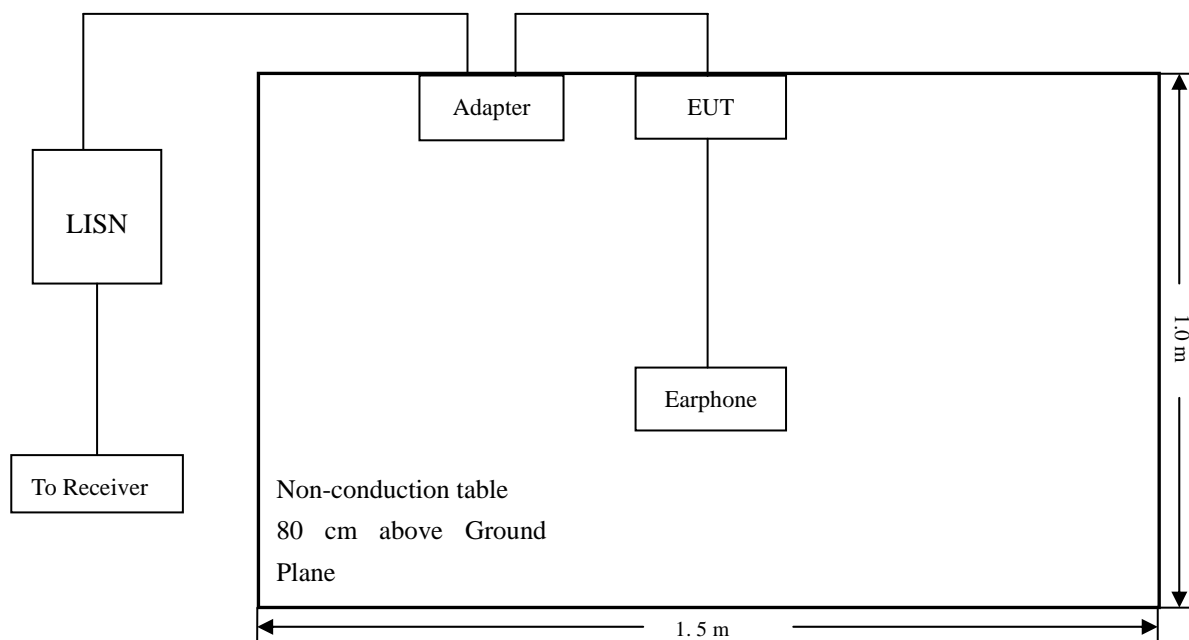 Adapter
EUT
LISN
Earphone
To Receiver
Non-conduction table
80 cm above Ground
Plane
1.0 m
1. 5 m